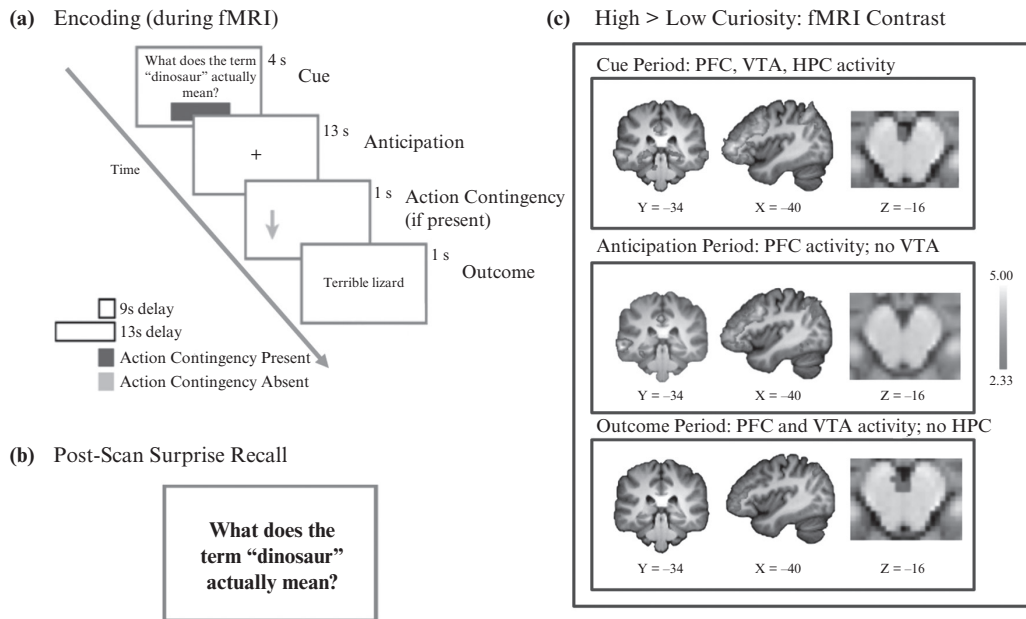 (a) Encoding (during fMRI)
What does the term
“dinosaur” actually
mean?
4 s
Cue
+
13 s
Anticipation
Time
1 s
Action Contingency
(if present)
Terrible lizard
1 s
Outcome
9s delay
13s delay
Action Contingency Present
Action Contingency Absent
(b) Post-Scan Surprise Recall
What does the
term “dinosaur”
actually mean?
(c) High > Low Curiosity: fMRI Contrast
Cue Period: PFC, VTA, HPC activity
Y = –34 X = –40 Z = –16
Anticipation Period: PFC activity; no VTA
Y = –34 X = –40 Z = –16
5.00
2.33
Outcome Period: PFC and VTA activity; no HPC
Y = –34 X = –40 Z = –16